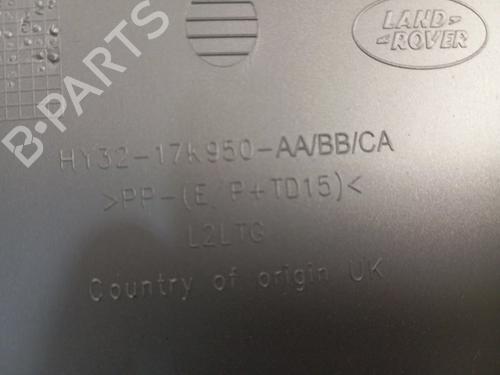 LAND
ROVER
B-PARTS
HY32-17K950-AA/BB/CA
>PP-(E/P+TD15)<
L2LTG
Country of origin UK